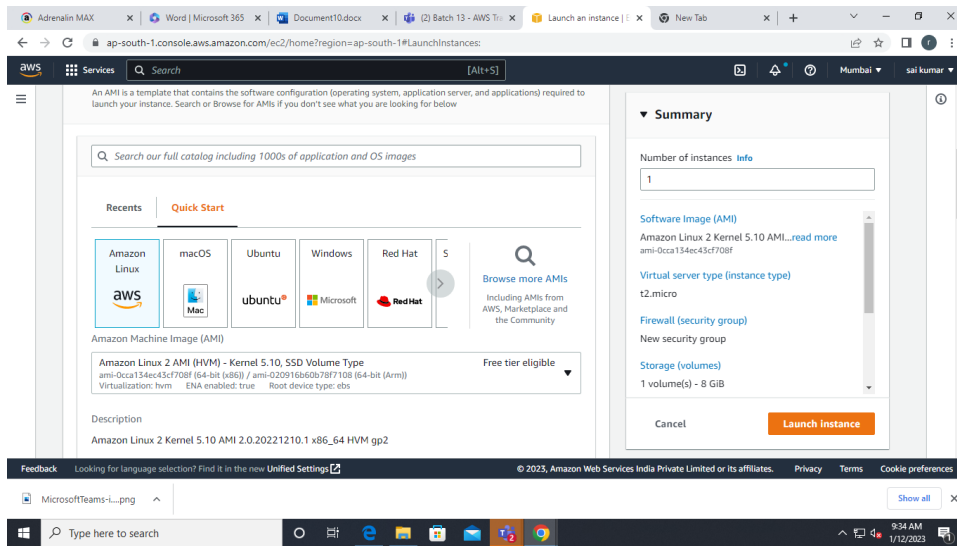 Adrenalin MAX
Word | Microsoft 365
Document10.docx
(2) Batch 13 - AWS Tra
Launch an instance | E
New Tab
ap-south-1.console.aws.amazon.com/ec2/home?region=ap-south-1#LaunchInstances:
aws
Services
Search
[Alt+S]
Mumbai
sai kumar
An AMI is a template that contains the software configuration (operating system, application server, and applications) required to
launch your instance. Search or Browse for AMIs if you don't see what you are looking for below
Search our full catalog including 1000s of application and OS images
Recents
Quick Start
Amazon
Linux
aws
macOS
Mac
Ubuntu
ubuntu
Windows
Microsoft
Red Hat
Red Hat
S
Browse more AMIs
Including AMIs from
AWS, Marketplace and
the Community
Amazon Machine Image (AMI)
Amazon Linux 2 AMI (HVM) - Kernel 5.10, SSD Volume Type
Free tier eligible
ami-0cca134ec43cf708f (64-bit (x86)) / ami-020916b60b78f7108 (64-bit (Arm))
Virtualization: hvm ENA enabled: true Root device type: ebs
Description
Amazon Linux 2 Kernel 5.10 AMI 2.0.20221210.1 x86_64 HVM gp2
Summary
Number of instances Info
1
Software Image (AMI)
Amazon Linux 2 Kernel 5.10 AMI...read more
ami-0cca134ec43cf708f
Virtual server type (instance type)
t2.micro
Firewall (security group)
New security group
Storage (volumes)
1 volume(s) - 8 GiB
Cancel
Launch instance
Feedback
Looking for language selection? Find it in the new Unified Settings
© 2023, Amazon Web Services India Private Limited or its affiliates.
Privacy
Terms
Cookie preferences
MicrosoftTeams-i....png
Show all
Type here to search
9:34 AM
1/12/2023